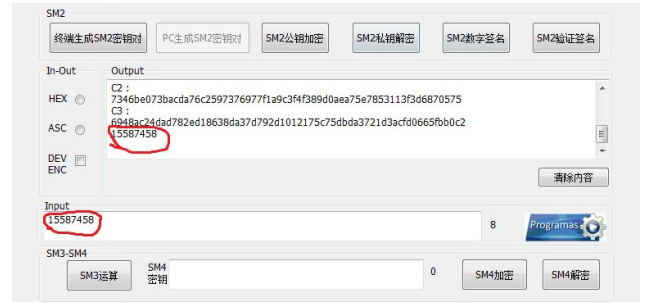 SM2
终端生成SM2密钥对 PC生成SM2密钥对 SM2公钥加密 SM2私钥解密 SM2数字签名 SM2验证签名
In-Out Output
HEX
ASC
DEV ENC
C2：
7346be073bacda76c2597376977f1a9c3f4f389d0aea75e7853113f3d6870575
C3：
6948ac24dad782ed18638da37d792d1012175c75dbda3721d3acfd0665fbb0c2
15587458
清除内容
Input
15587458 8 Programas
SM3-SM4
SM3运算 SM4密钥 0 SM4加密 SM4解密